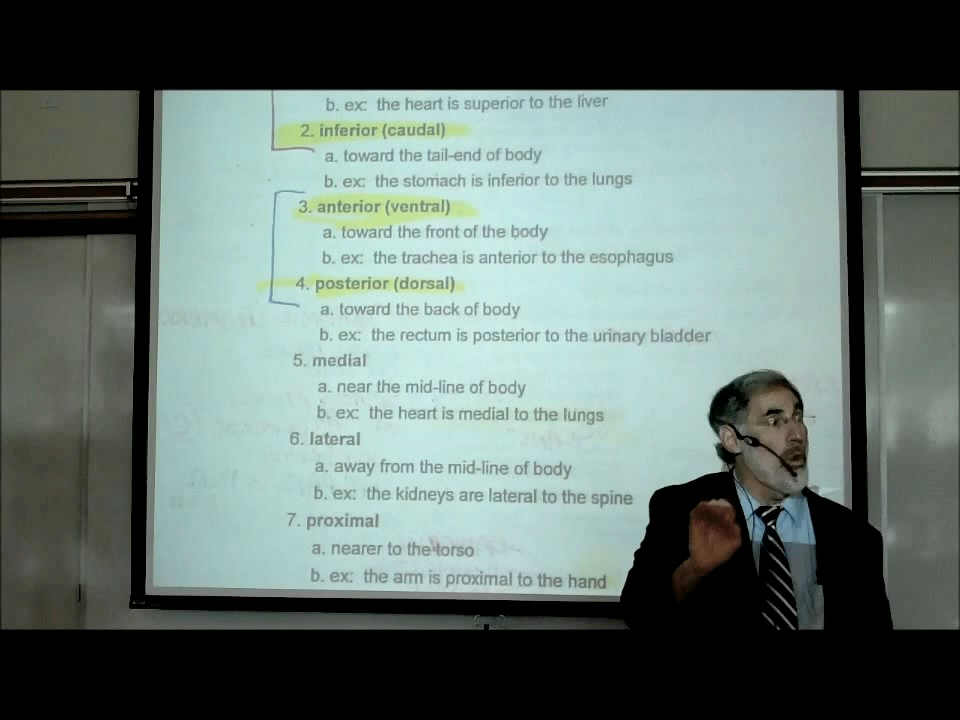 b. ex: the heart is superior to the liver
2. inferior (caudal)
a. toward the tail-end of body
b. ex: the stomach is inferior to the lungs
3. anterior (ventral)
a. toward the front of the body
b. ex: the trachea is anterior to the esophagus
4. posterior (dorsal)
a. toward the back of body
b. ex: the rectum is posterior to the urinary bladder
5. medial
a. near the mid-line of body
b. ex: the heart is medial to the lungs
6. lateral
a. away from the mid-line of body
b. ex: the kidneys are lateral to the spine
7. proximal
a. nearer to the torso
b. ex: the arm is proximal to the hand